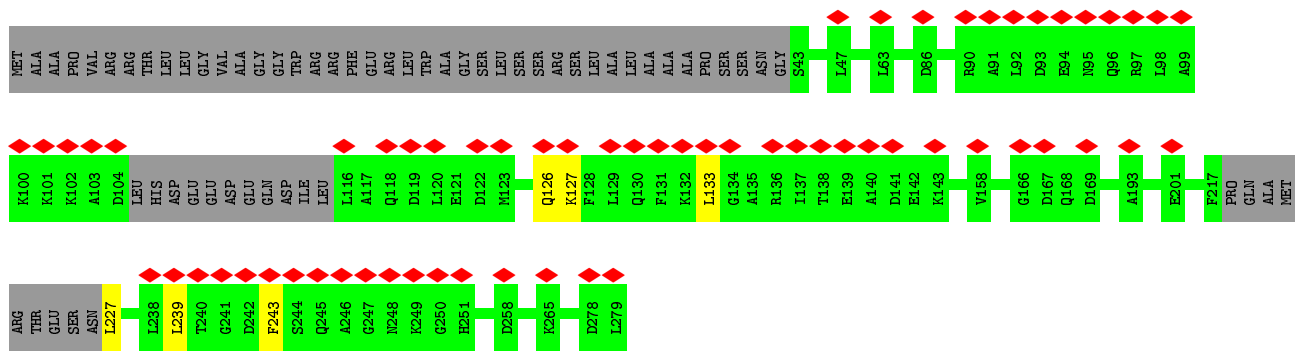 MET ALA ALA PRO VAL ARG ARG THR LEU LEU GLY VAL ALA GLY GLY TRP ARG ARG PHE GLU ARG LEU TRP ALA GLY SER LEU SER SER ARG SER LEU ALA LEU ALA ALA ALA PRO SER SER ASN GLY S43 L47 L63 D86 R90 A91 L92 D93 E94 N95 Q96 R97 L98 A99
K100 K101 K102 A103 D104 LEU HIS ASP GLU GLU ASP GLU GLN ASP ILE LEU L116 A117 Q118 D119 L120 E121 D122 M123 Q126 K127 F128 L129 Q130 F131 K132 L133 G134 A135 R136 I137 T138 E139 A140 D141 E142 K143 V158 G166 D167 Q168 D169 A193 E201 F217 PRO GLN ALA MET
ARG THR GLU SER ASN L227 L238 L239 T240 G241 D242 F243 S244 Q245 A246 G247 N248 K249 G250 H251 D258 K265 D278 L279